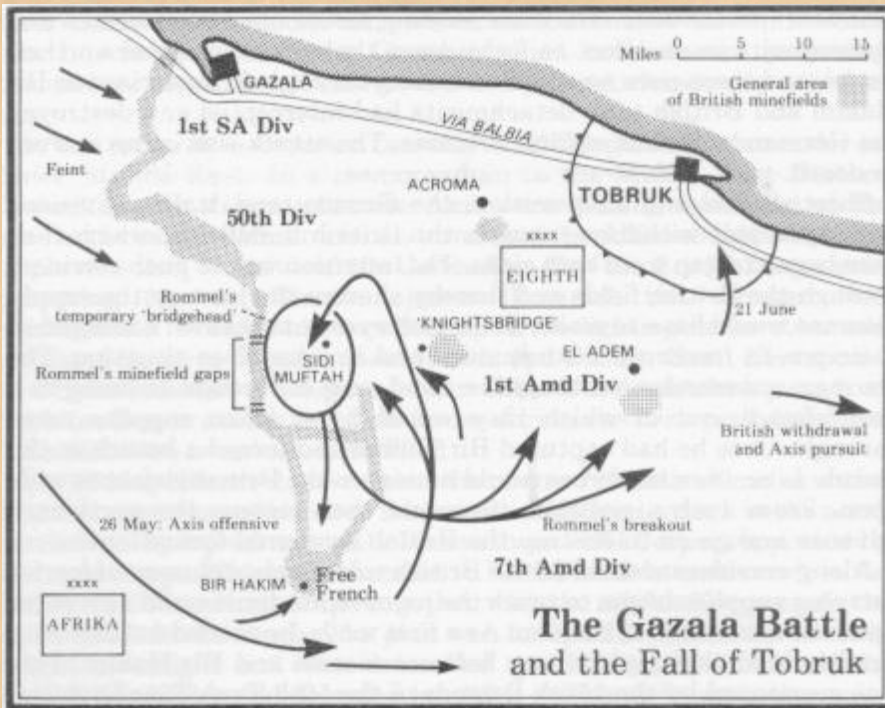 Miles 0 5 10 15
General area
of British minefields
GAZALA
1st SA Div
VIA BALBIA
Feint
ACROMA
TOBRUK
50th Div
xxxx
EIGHTH
Rommel's
temporary 'bridgehead'
21 June
KNIGHTSBRIDGE
SIDI
MUFTAH
EL ADEM
Rommel's minefield gaps
1st Amd Div
British withdrawal
and Axis pursuit
26 May: Axis offensive
Rommel's breakout
BIR HAKIM
Free
French
7th Amd Div
xxxx
AFRIKA
The Gazala Battle
and the Fall of Tobruk